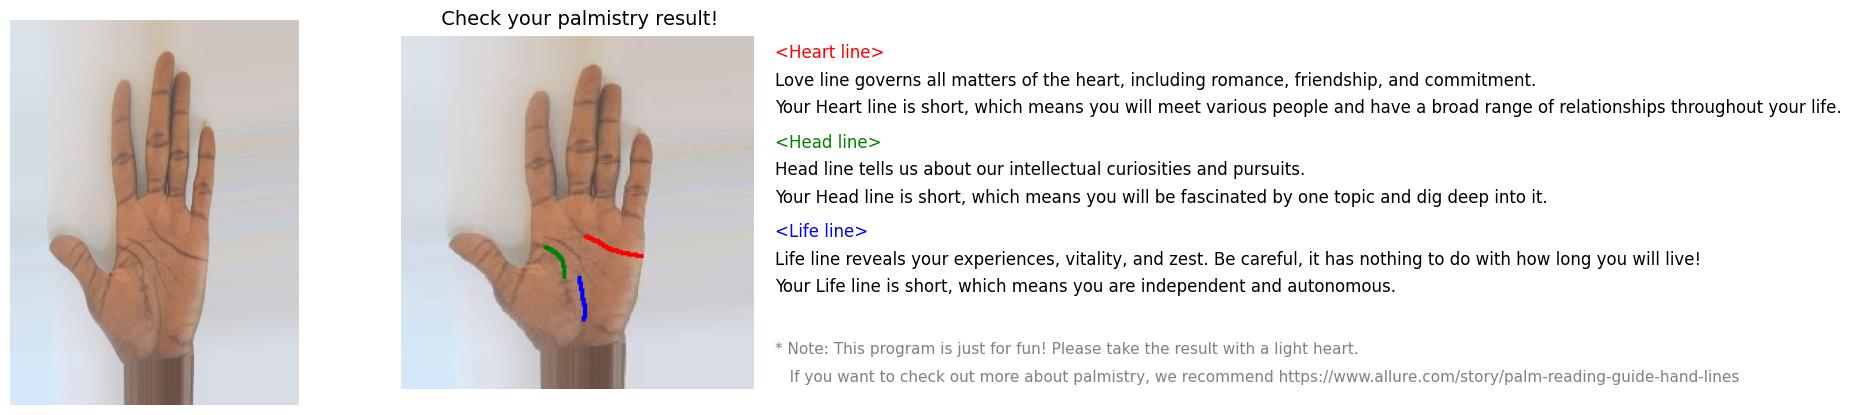 Check your palmistry result!
<Heart line>
Love line governs all matters of the heart, including romance, friendship, and commitment.
Your Heart line is short, which means you will meet various people and have a broad range of relationships throughout your life.
<Head line>
Head line tells us about our intellectual curiosities and pursuits.
Your Head line is short, which means you will be fascinated by one topic and dig deep into it.
<Life line>
Life line reveals your experiences, vitality, and zest. Be careful, it has nothing to do with how long you will live!
Your Life line is short, which means you are independent and autonomous.
* Note: This program is just for fun! Please take the result with a light heart.
If you want to check out more about palmistry, we recommend https://www.allure.com/story/palm-reading-guide-hand-lines